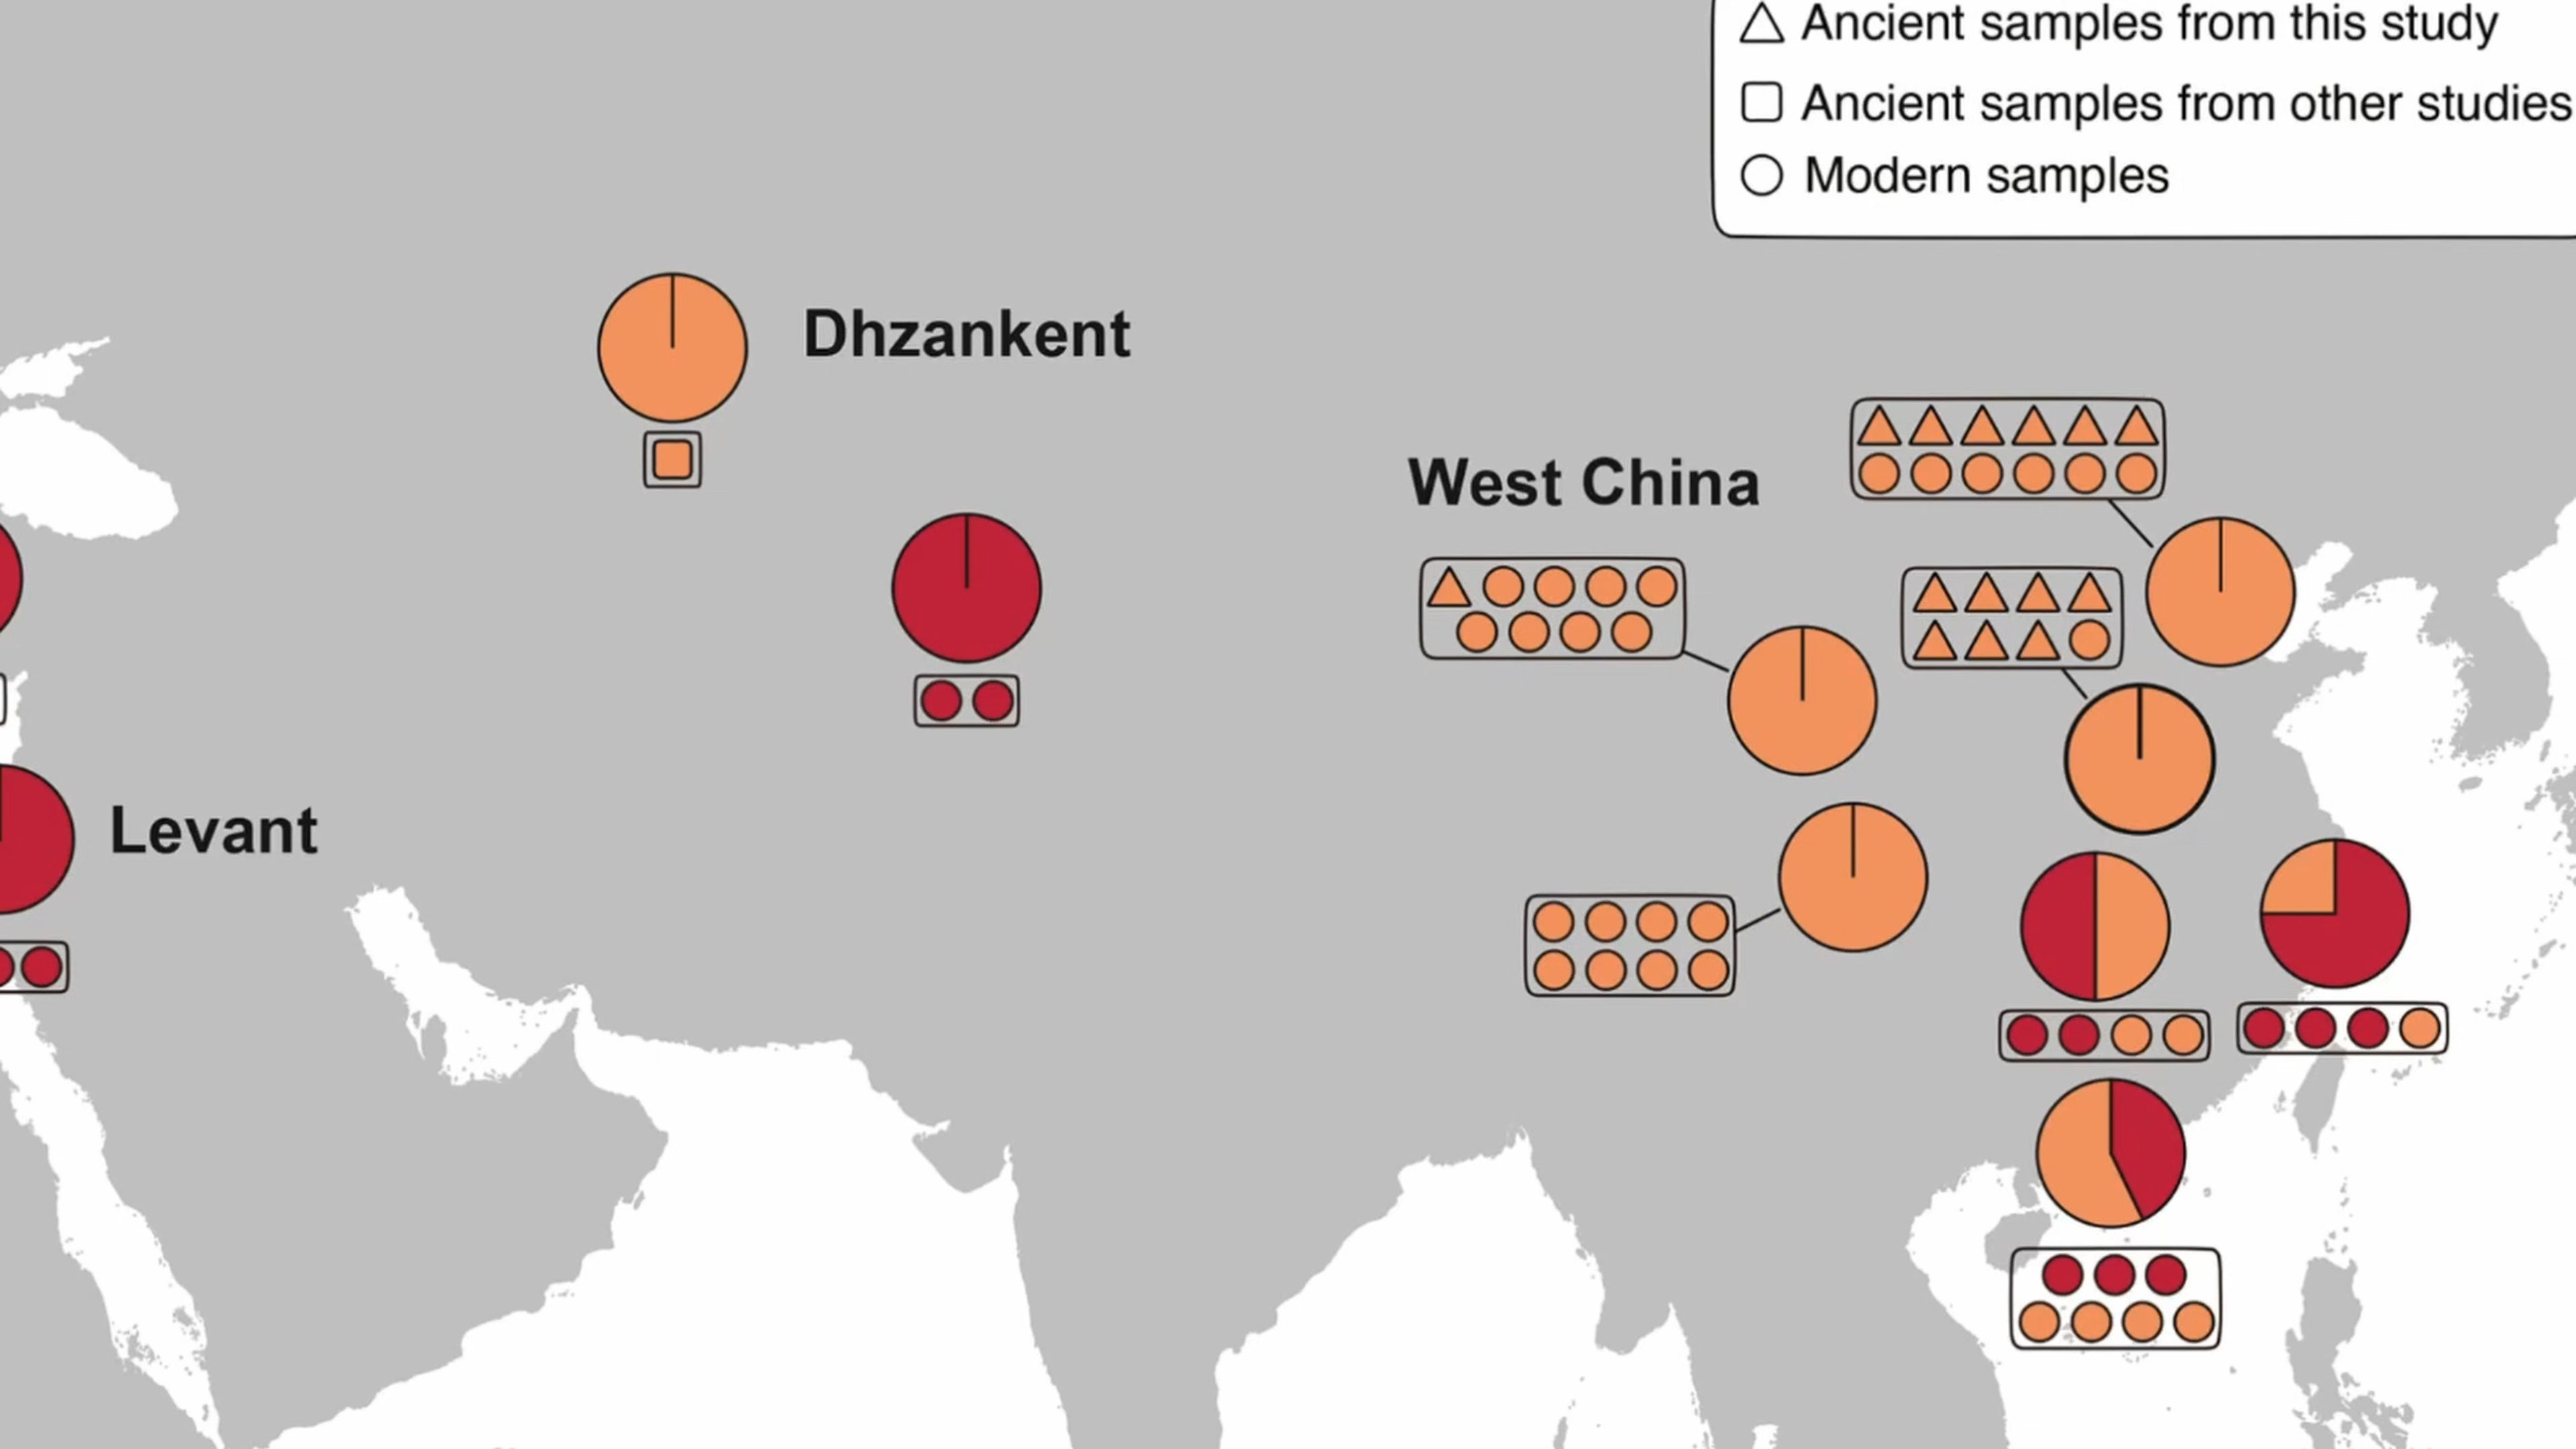 Ancient samples from this study
Ancient samples from other studies
Modern samples
Dhzankent
West China
Levant